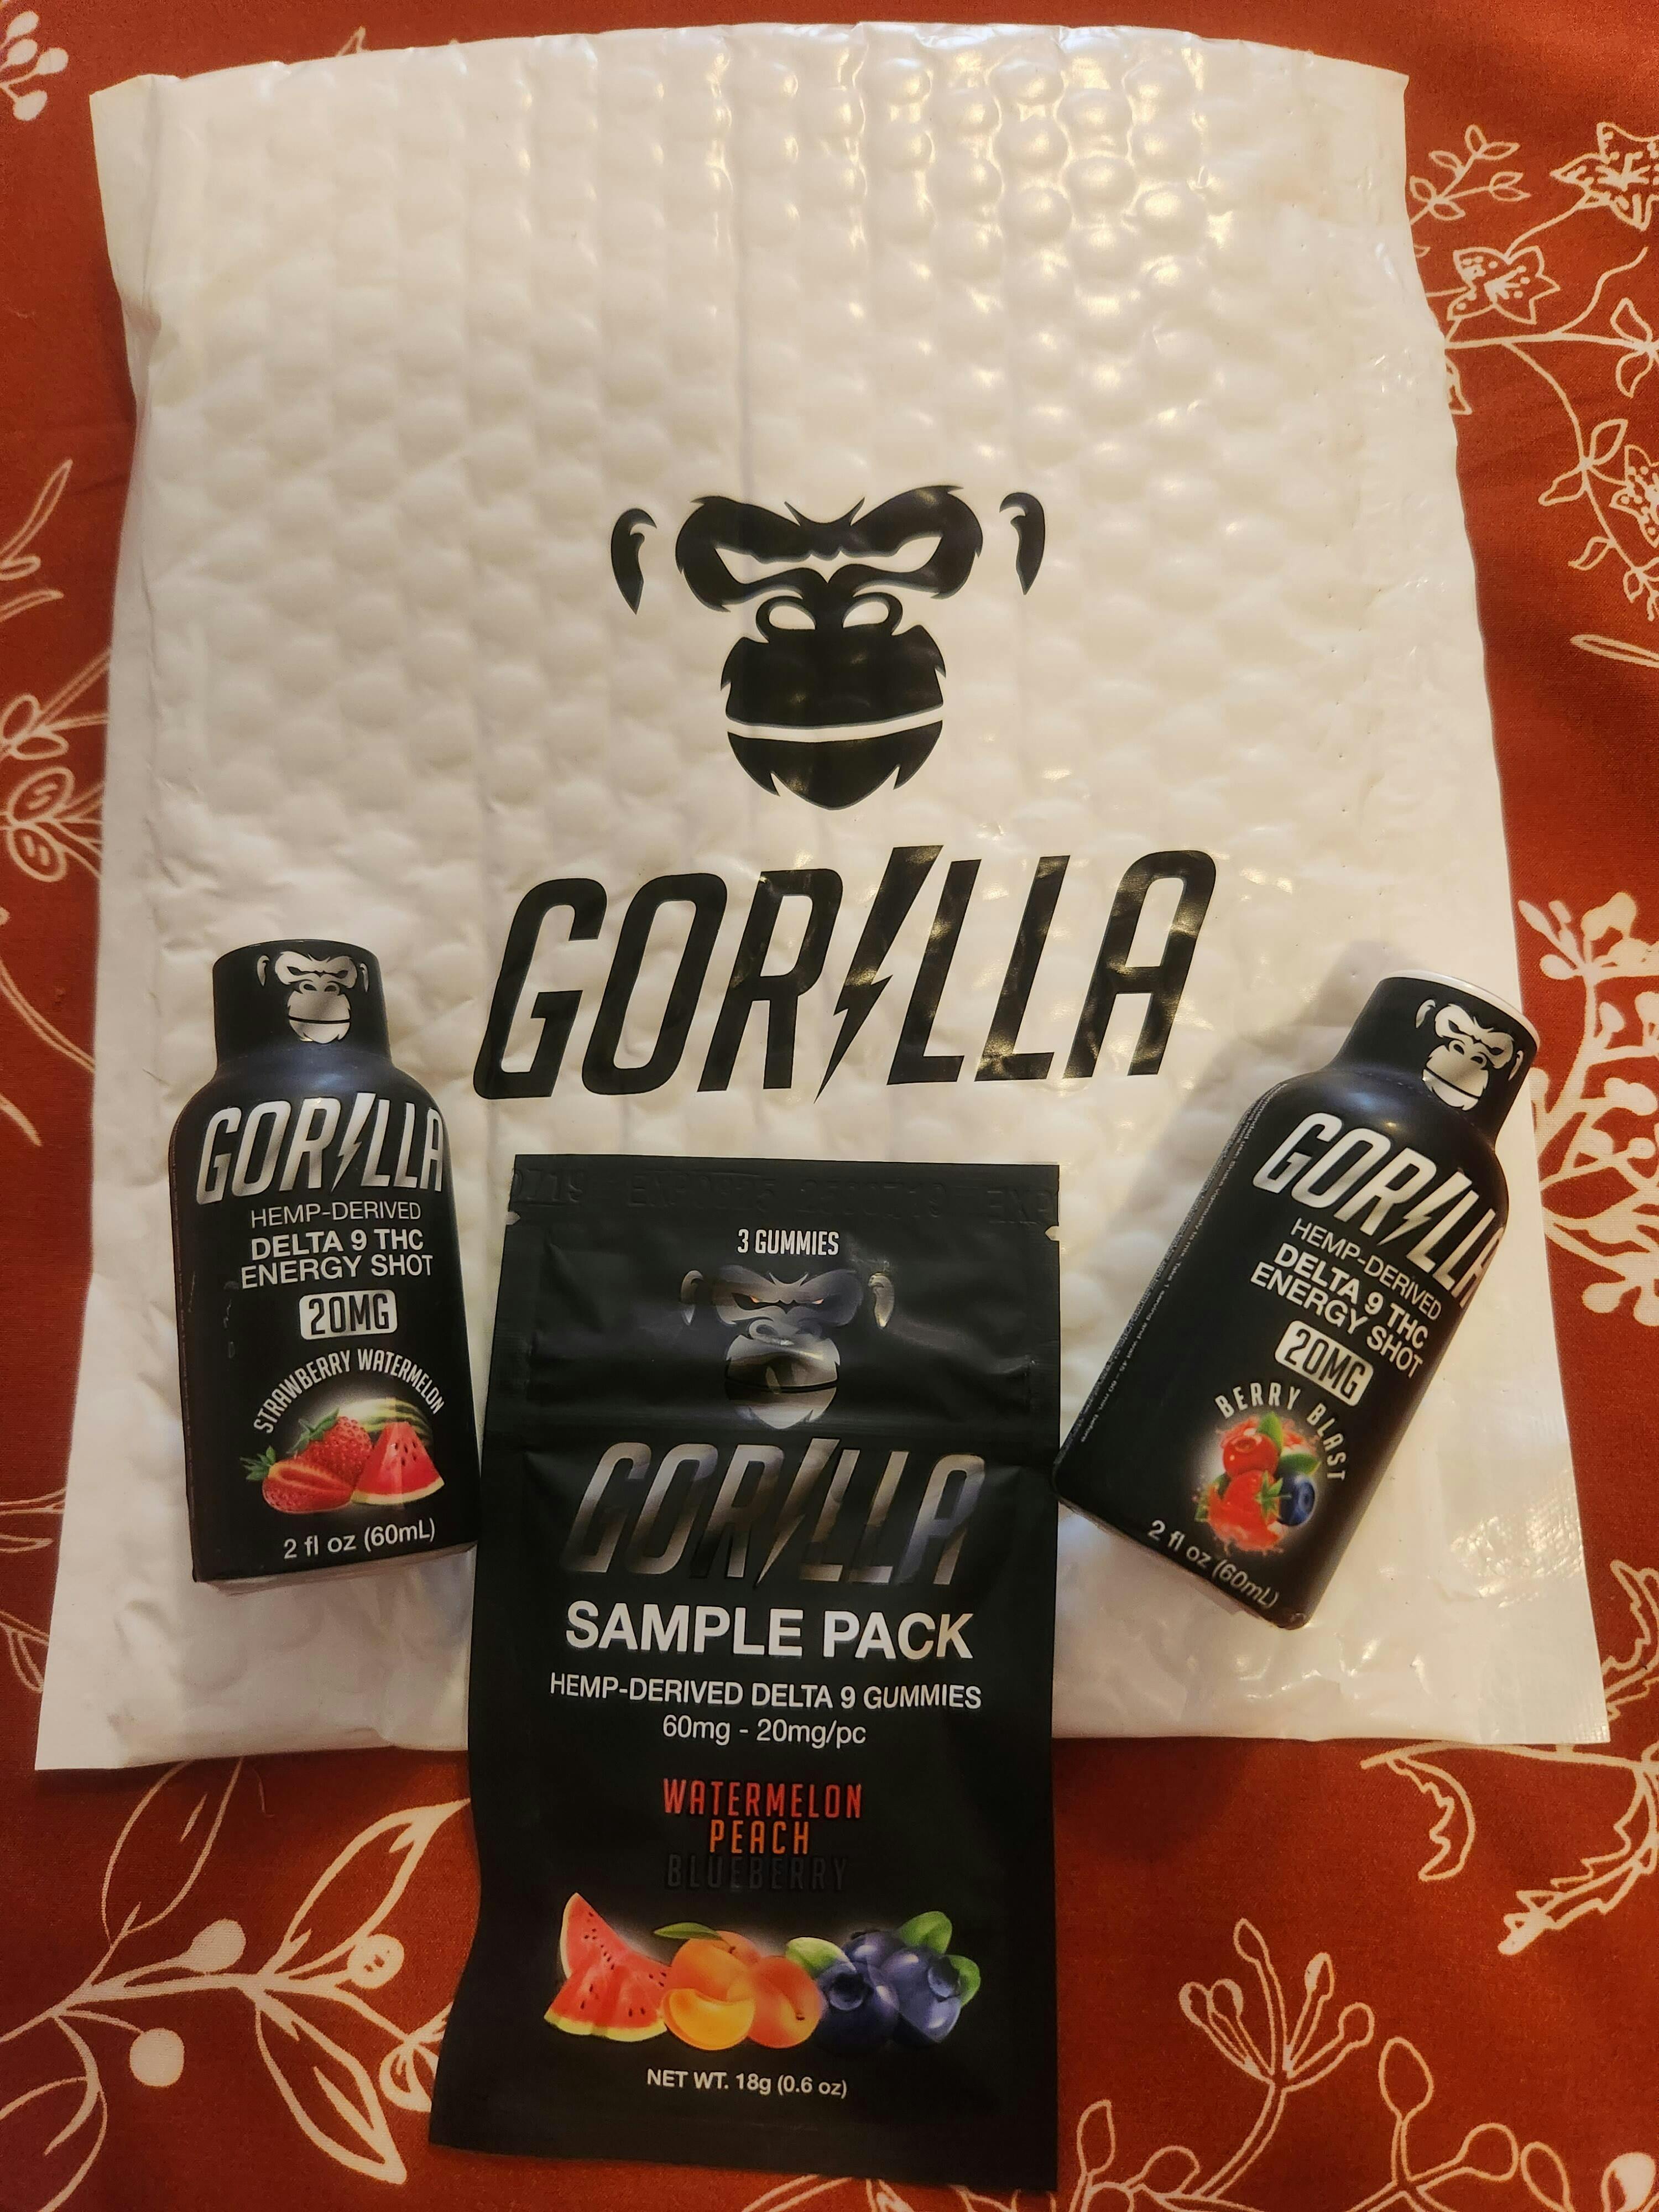 GORILLA
GORILLA
HEMP-DERIVED
DELTA 9 THC
ENERGY SHOT
20MG
STRAWBERRY WATERMELON
2 fl oz (60mL)
3 GUMMIES
GORILLA
SAMPLE PACK
HEMP-DERIVED DELTA 9 GUMMIES
60mg - 20mg/pc
WATERMELON
PEACH
BLUEBERRY
NET WT. 18g (0.6 oz)
GORILLA
HEMP-DERIVED
DELTA 9 THC
ENERGY SHOT
20MG
BERRY BLAST
2 fl oz (60mL)